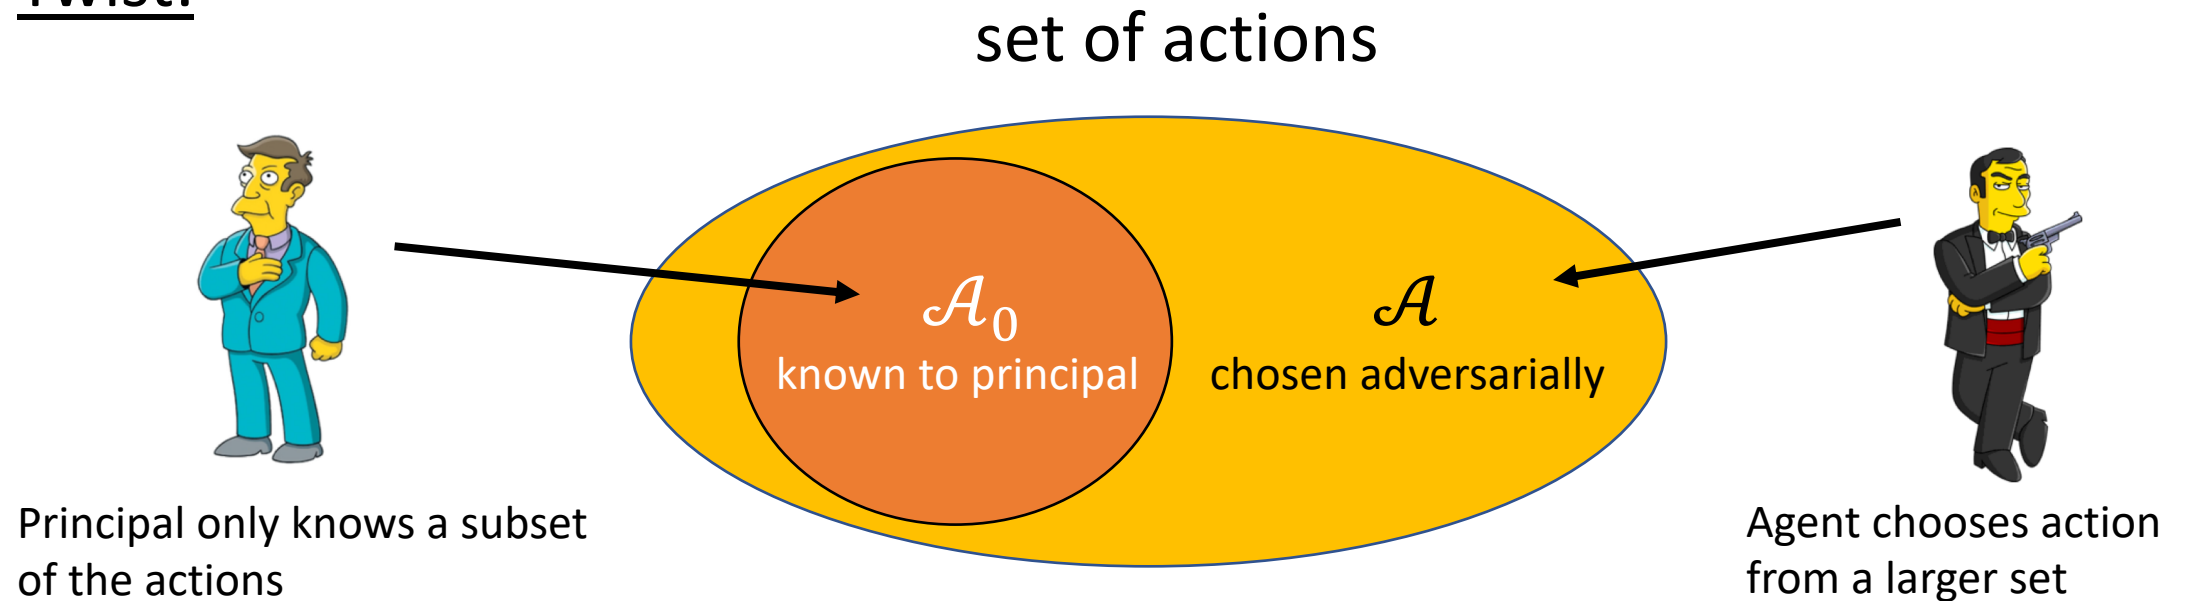 Twist:
set of actions
𝒜₀
known to principal
𝒜
chosen adversarially
Principal only knows a subset
of the actions
Agent chooses action
from a larger set